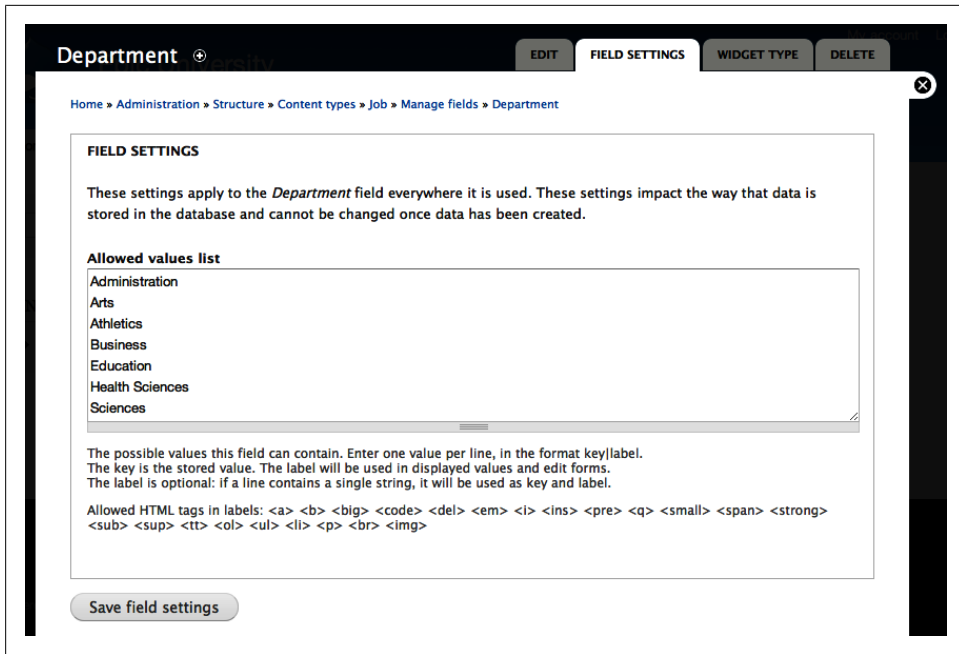 My account
Department
University
EDIT
FIELD SETTINGS
WIDGET TYPE
DELETE
Home » Administration » Structure » Content types » Job » Manage fields » Department
FIELD SETTINGS
These settings apply to the Department field everywhere it is used. These settings impact the way that data is
stored in the database and cannot be changed once data has been created.
Allowed values list
Administration
Arts
Athletics
Business
Education
Health Sciences
Sciences
The possible values this field can contain. Enter one value per line, in the format key|label.
The key is the stored value. The label will be used in displayed values and edit forms.
The label is optional: if a line contains a single string, it will be used as key and label.
Allowed HTML tags in labels: <a> <b> <big> <code> <del> <em> <i> <ins> <pre> <q> <small> <span> <strong>
<sub> <sup> <tt> <ol> <ul> <li> <p> <br> <img>
Save field settings